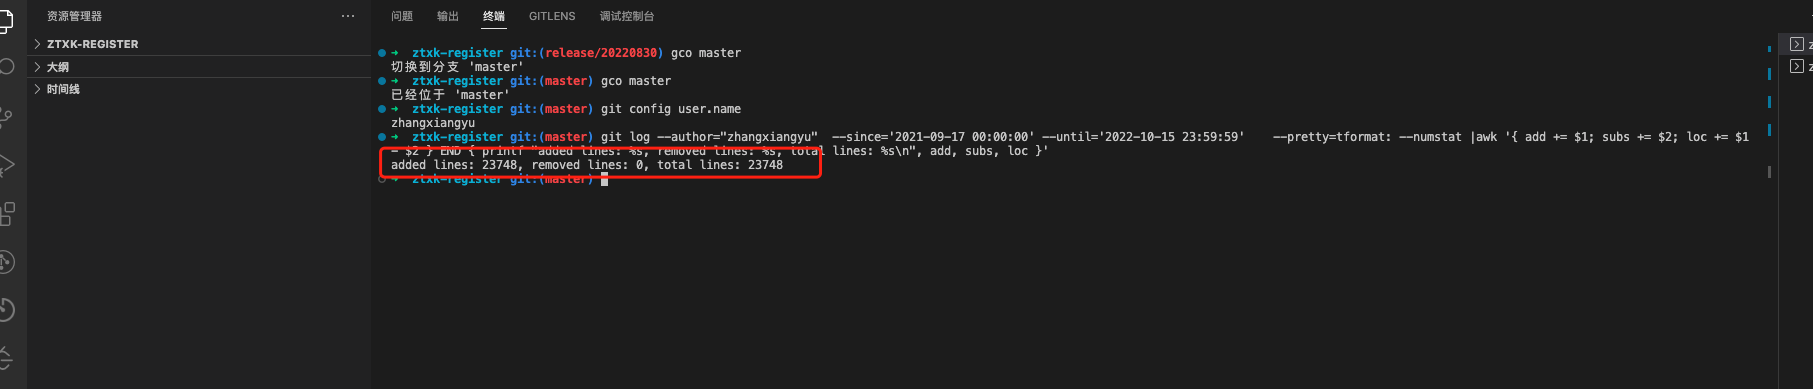 资源管理器
ZTXK-REGISTER
大纲
时间线
问题 输出 终端 GITLENS 调试控制台
➜ ztxk-register git:(release/20220830) gco master
切换到分支 'master'
➜ ztxk-register git:(master) gco master
已经位于 'master'
➜ ztxk-register git:(master) git config user.name
zhangxiangyu
➜ ztxk-register git:(master) git log --author="zhangxiangyu" --since='2021-09-17 00:00:00' --until='2022-10-15 23:59:59' --pretty=tformat: --numstat |awk '{ add += $1; subs += $2; loc += $1
- $2 } END { printf "added lines: %s, removed lines: %s, total lines: %s\n", add, subs, loc }'
added lines: 23748, removed lines: 0, total lines: 23748
➜ ztxk-register git:(master)
z
z